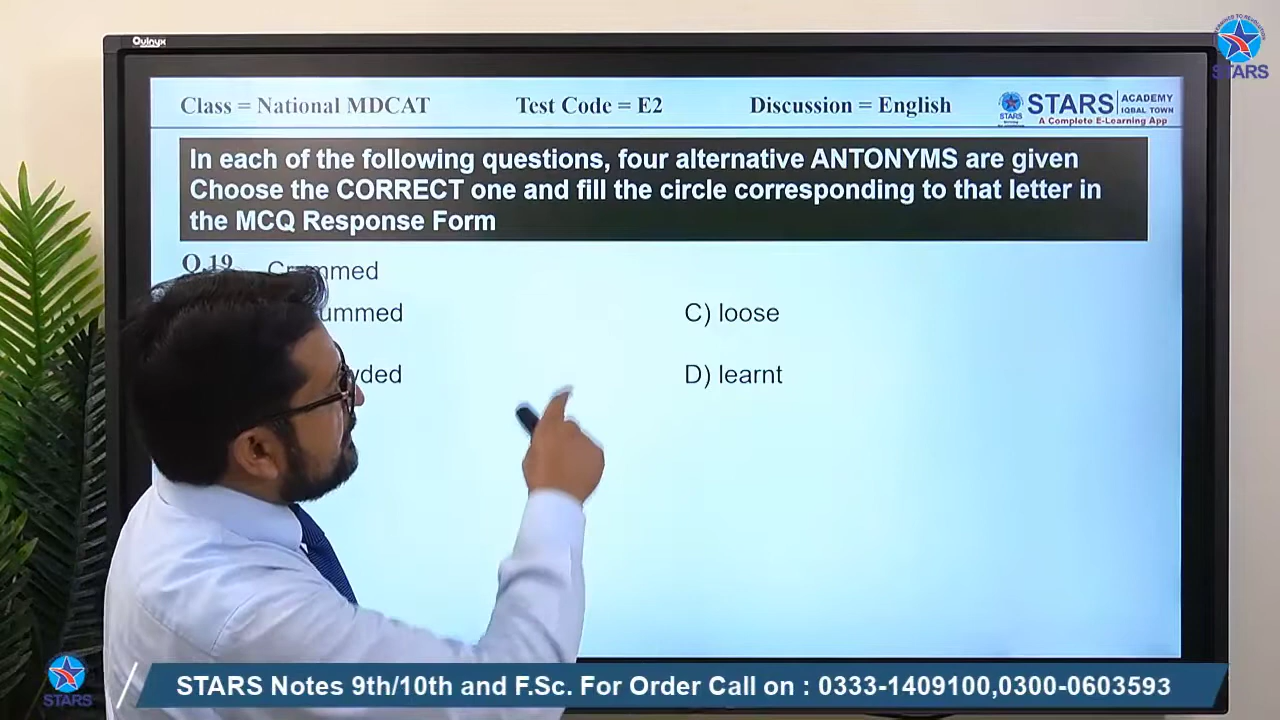 Qvinyx
STARS
Class = National MDCAT Test Code = E2 Discussion = English
STARS ACADEMY
IQBAL TOWN
A Complete E-Learning App
STARS
In each of the following questions, four alternative ANTONYMS are given
Choose the CORRECT one and fill the circle corresponding to that letter in
the MCQ Response Form
Q.19 Crammed
C) loose
D) learnt
STARS Notes 9th/10th and F.Sc. For Order Call on : 0333-1409100,0300-0603593
STARS